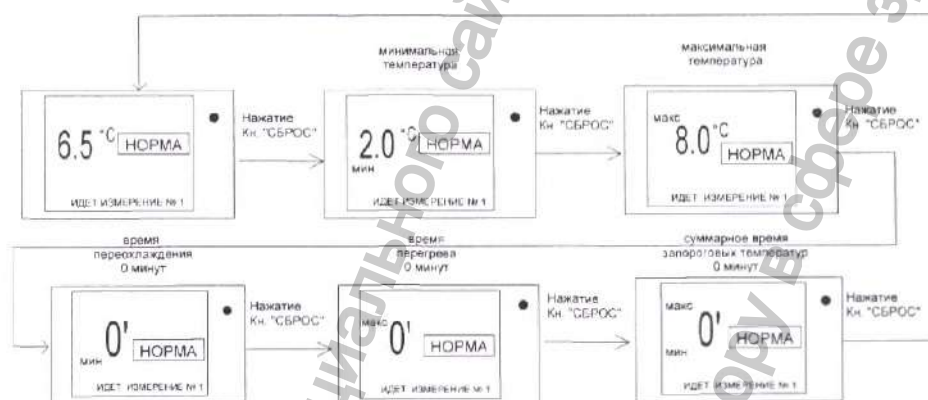 минимальная
температура
максимальная
температура
6.5 °C НОРМА
ИДЕТ ИЗМЕРЕНИЕ № 1
Нажатие
Кн. "СБРОС"
2.0 °C НОРМА
мин
ИДЕТ ИЗМЕРЕНИЕ № 1
Нажатие
Кн. "СБРОС"
макс
8.0 °C
НОРМА
ИДЕТ ИЗМЕРЕНИЕ № 1
Нажатие
Кн. "СБРОС"
время
переохлаждения
0 минут
время
перегрева
0 минут
суммарное время
запороговых температур
0 минут
0'
мин
НОРМА
ИДЕТ ИЗМЕРЕНИЕ № 1
Нажатие
Кн. "СБРОС"
макс
0'
НОРМА
ИДЕТ ИЗМЕРЕНИЕ № 1
Нажатие
Кн. "СБРОС"
макс
0'
мин
НОРМА
ИДЕТ ИЗМЕРЕНИЕ № 1
Нажатие
Кн. "СБРОС"
в сфере